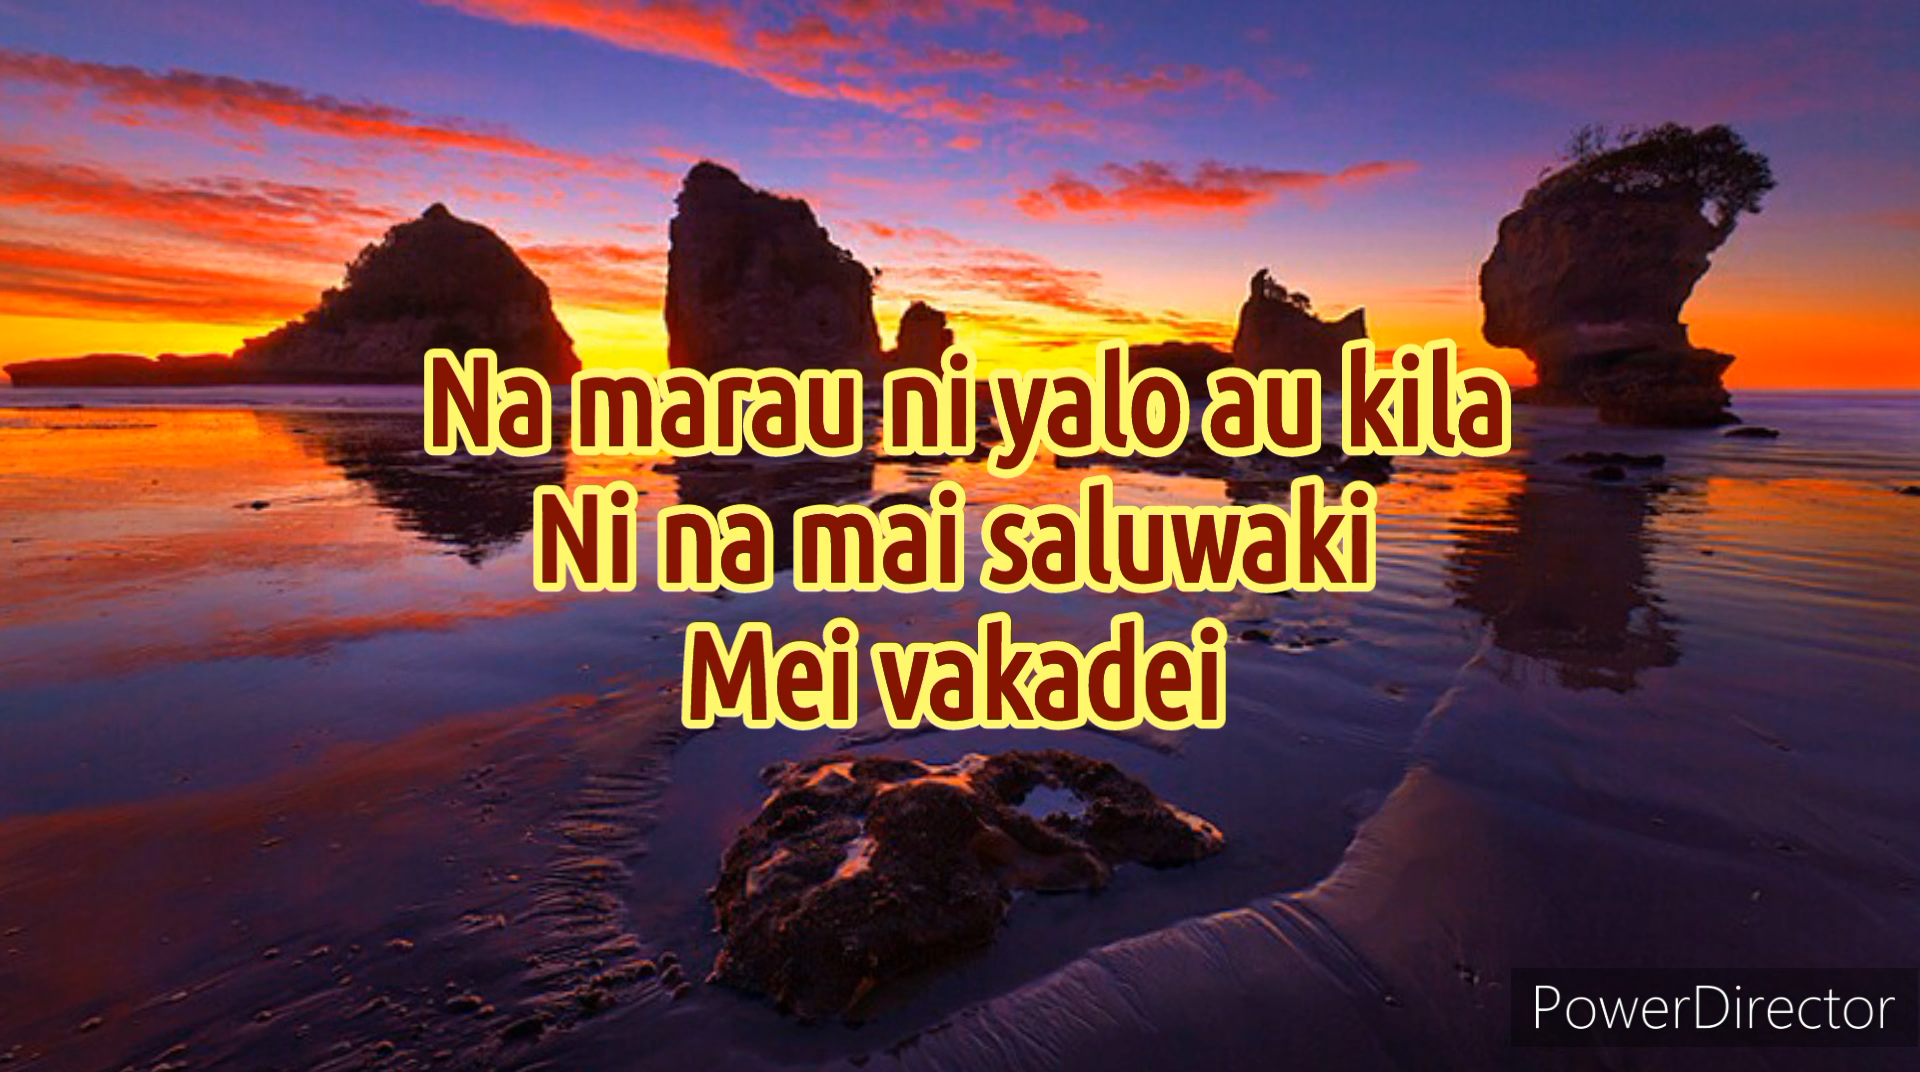 Na marau ni yalo au kila
Ni na mai saluwaki
Mei vakadei
PowerDirector